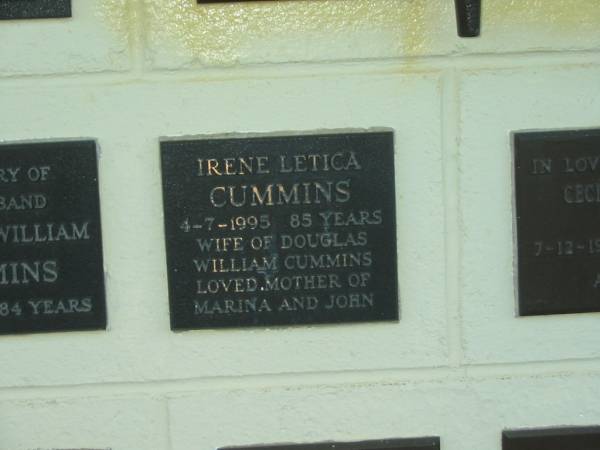 RY OF
BAND
WILLIAM
MINS
84 YEARS
IRENE LETICA
CUMMINS
4-7-1995 85 YEARS
WIFE OF DOUGLAS
WILLIAM CUMMINS
LOVED MOTHER OF
MARINA AND JOHN
IN LOV
CECI
7-12-19
A